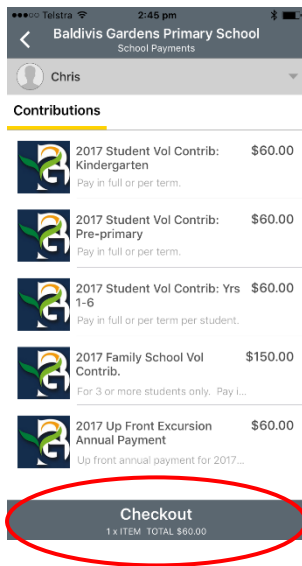 Telstra 2:45 pm
Baldivis Gardens Primary School
School Payments
Chris
Contributions
2017 Student Vol Contrib: $60.00
Kindergarten
Pay in full or per term.
2017 Student Vol Contrib: $60.00
Pre-primary
Pay in full or per term.
2017 Student Vol Contrib: Yrs $60.00
1-6
Pay in full or per term per student.
2017 Family School Vol $150.00
Contrib.
For 3 or more students only. Pay i...
2017 Up Front Excursion $60.00
Annual Payment
Up front annual payment for 2017...
Checkout
1 x ITEM TOTAL $60.00